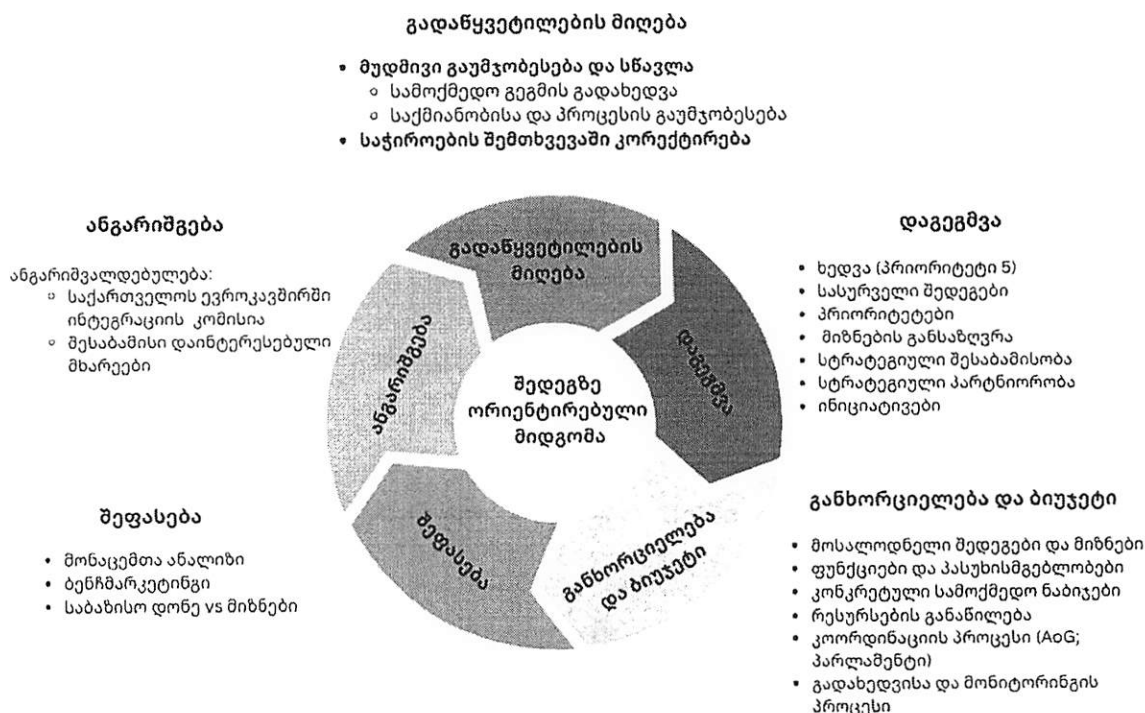 გადაწყვეტილების მიღება
• მუდმივი გაუმჯობესება და სწავლა
o სამოქმედო გეგმის გადახედვა
o საქმიანობისა და პროცესის გაუმჯობესება
• საჭიროების შემთხვევაში კორექტირება
ანგარიშგება
ანგარიშვალდებულება:
o საქართველოს ევროკავშირში
ინტეგრაციის კომისია
o შესაბამისი დაინტერესებული
მხარეები
გადაწყვეტილების
მიღება
დაგეგმვა
განხორციელება
და ბიუჯეტი
შეფასება
ანგარიშგება
შედეგზე
ორიენტირებული
მიდგომა
დაგეგმვა
• ხედვა (პრიორიტეტი 5)
• სასურველი შედეგები
• პრიორიტეტები
• მიზნების განსაზღვრა
• სტრატეგიული შესაბამისობა
• სტრატეგიული პარტნიორობა
• ინიციატივები
შეფასება
• მონაცემთა ანალიზი
• ბენჩმარკეტინგი
• საბაზისო დონე vs მიზნები
განხორციელება და ბიუჯეტი
• მოსალოდნელი შედეგები და მიზნები
• ფუნქციები და პასუხისმგებლობები
• კონკრეტული სამოქმედო ნაბიჯები
• რესურსების განაწილება
• კოორდინაციის პროცესი (AoG;
პარლამენტი)
• გადახედვისა და მონიტორინგის
პროცესი